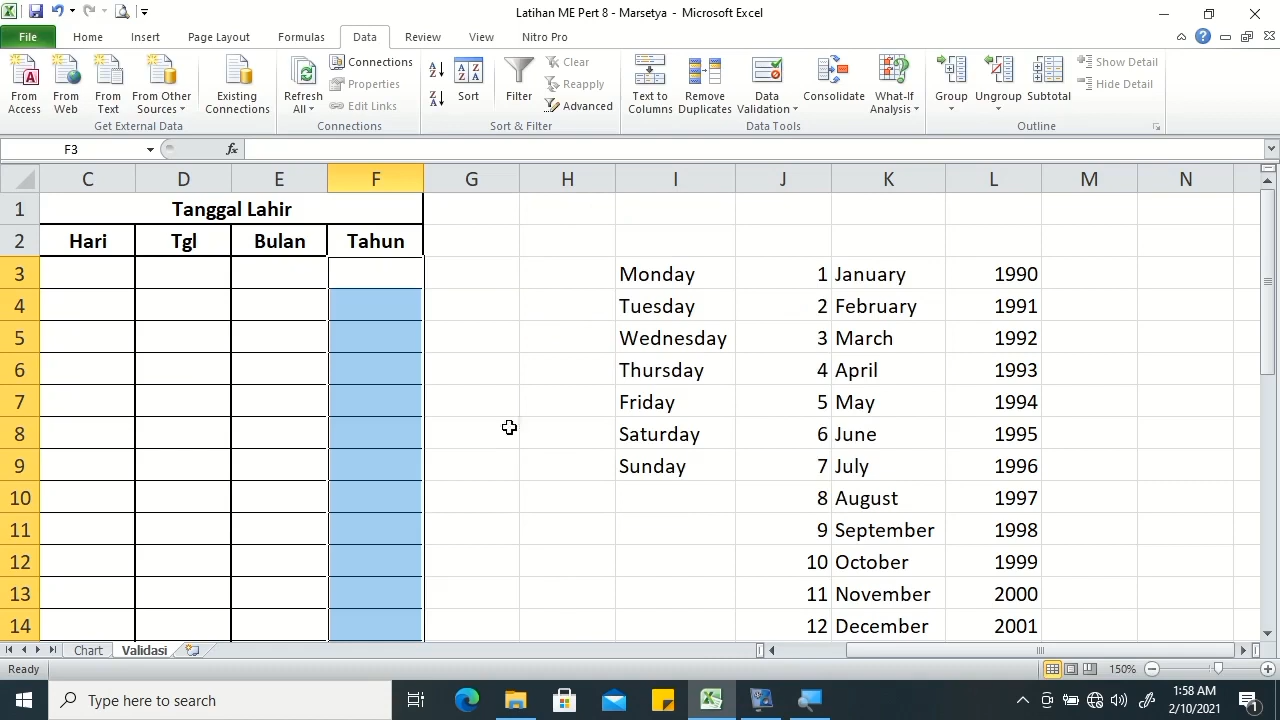 Latihan ME Pert 8 - Marsetya - Microsoft Excel
File Home Insert Page Layout Formulas Data Review View Nitro Pro
From Access From Web From Text From Other Sources Existing Connections Refresh All Connections Properties Edit Links Sort Filter Clear Reapply Advanced Text to Columns Remove Duplicates Data Validation Consolidate What-If Analysis Group Ungroup Subtotal Show Detail Hide Detail
Get External Data Connections Sort & Filter Data Tools Outline
F3 fx
C D E F G H I J K L M N
1 Tanggal Lahir
2 Hari Tgl Bulan Tahun
3 Monday 1 January 1990
4 Tuesday 2 February 1991
5 Wednesday 3 March 1992
6 Thursday 4 April 1993
7 Friday 5 May 1994
8 Saturday 6 June 1995
9 Sunday 7 July 1996
10 8 August 1997
11 9 September 1998
12 10 October 1999
13 11 November 2000
14 12 December 2001
Chart Validasi
Ready 150%
Type here to search 1:58 AM
2/10/2021 1